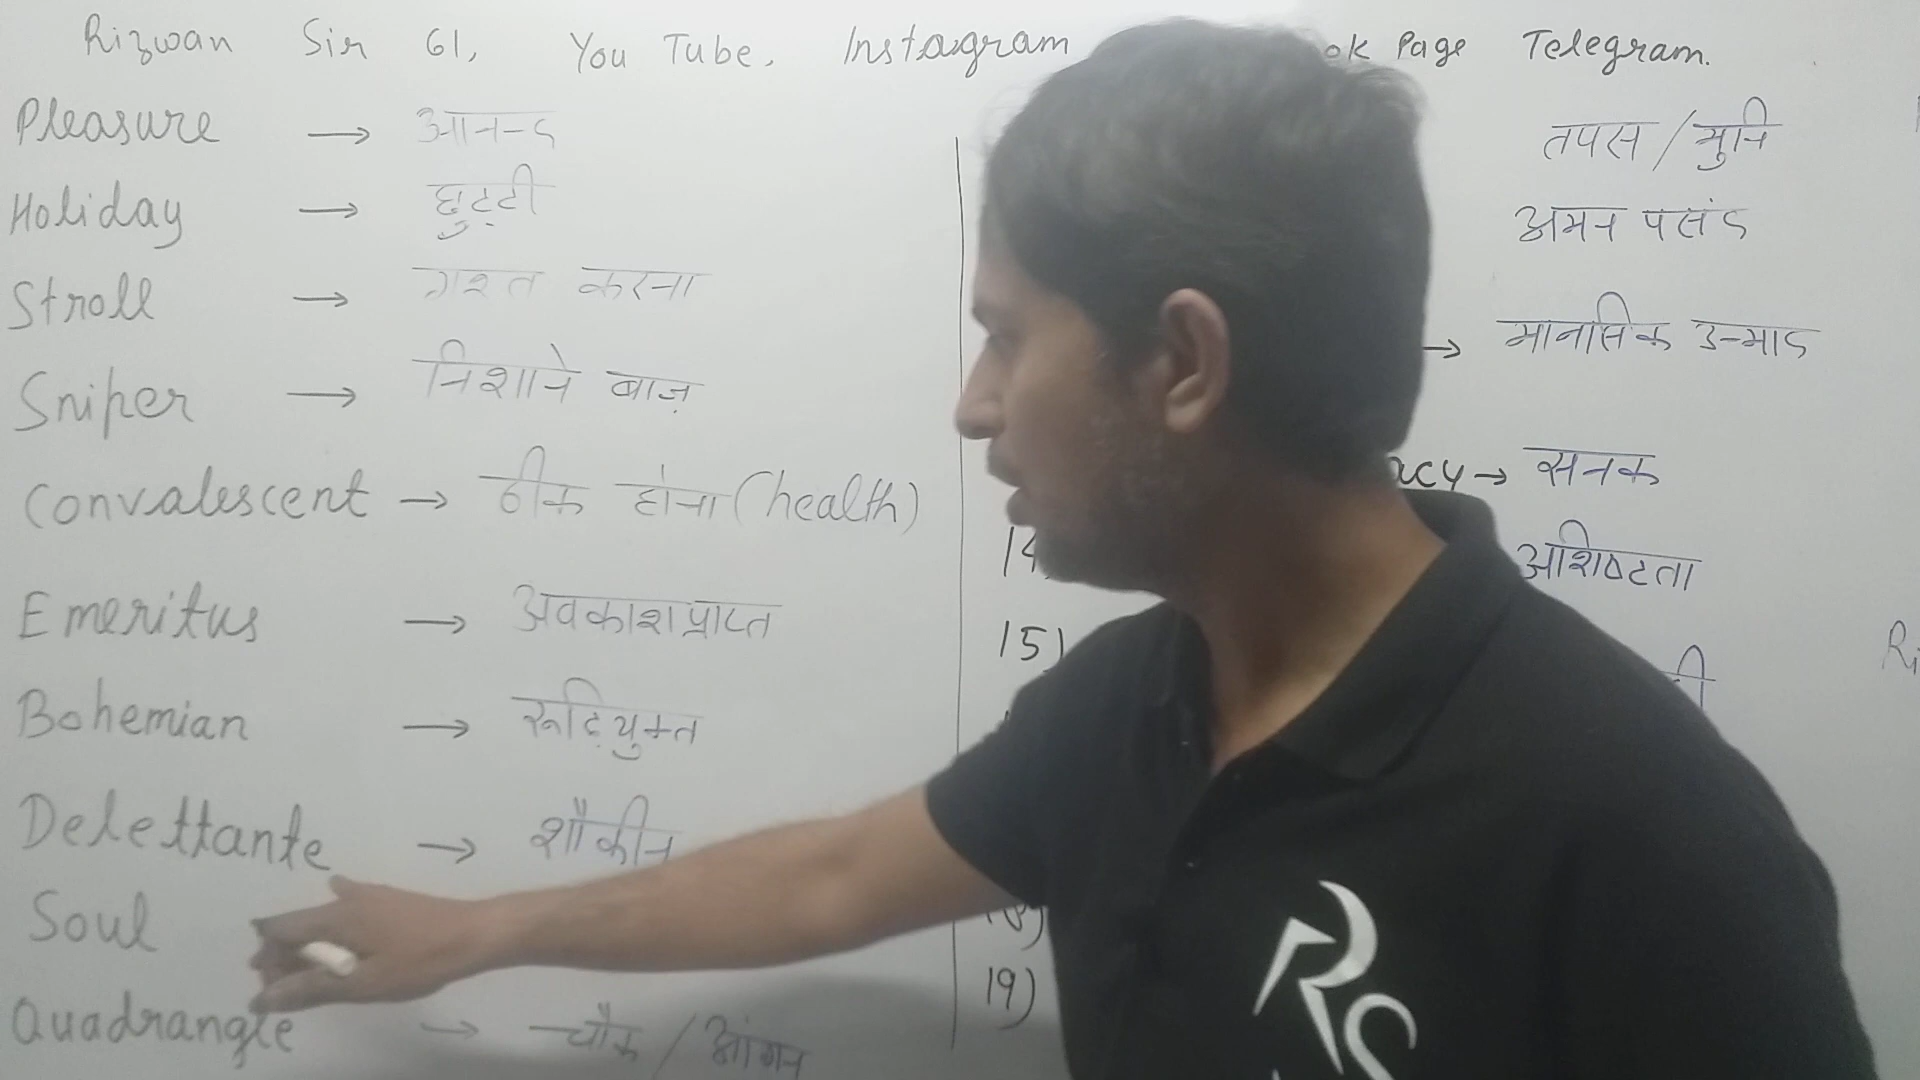 Rizwan Sir 61, You Tube, Instagram ok Page Telegram.
Pleasure → आनन्द
Holiday → छुट्टी
Stroll → गश्त करना
Sniper → निशाने बाज़
Convalescent → ठीक होना (health)
Emeritus → अवकाशप्राप्त
Bohemian → रूढ़ियुक्त
Delettante → शौकीन
Soul
Quadrangle → चौक / आंगन
तपस / मुनि
अमन पसंद
→ मानसिक उन्माद
acy → सनक
14 अशिष्टता
15)
19)
RS